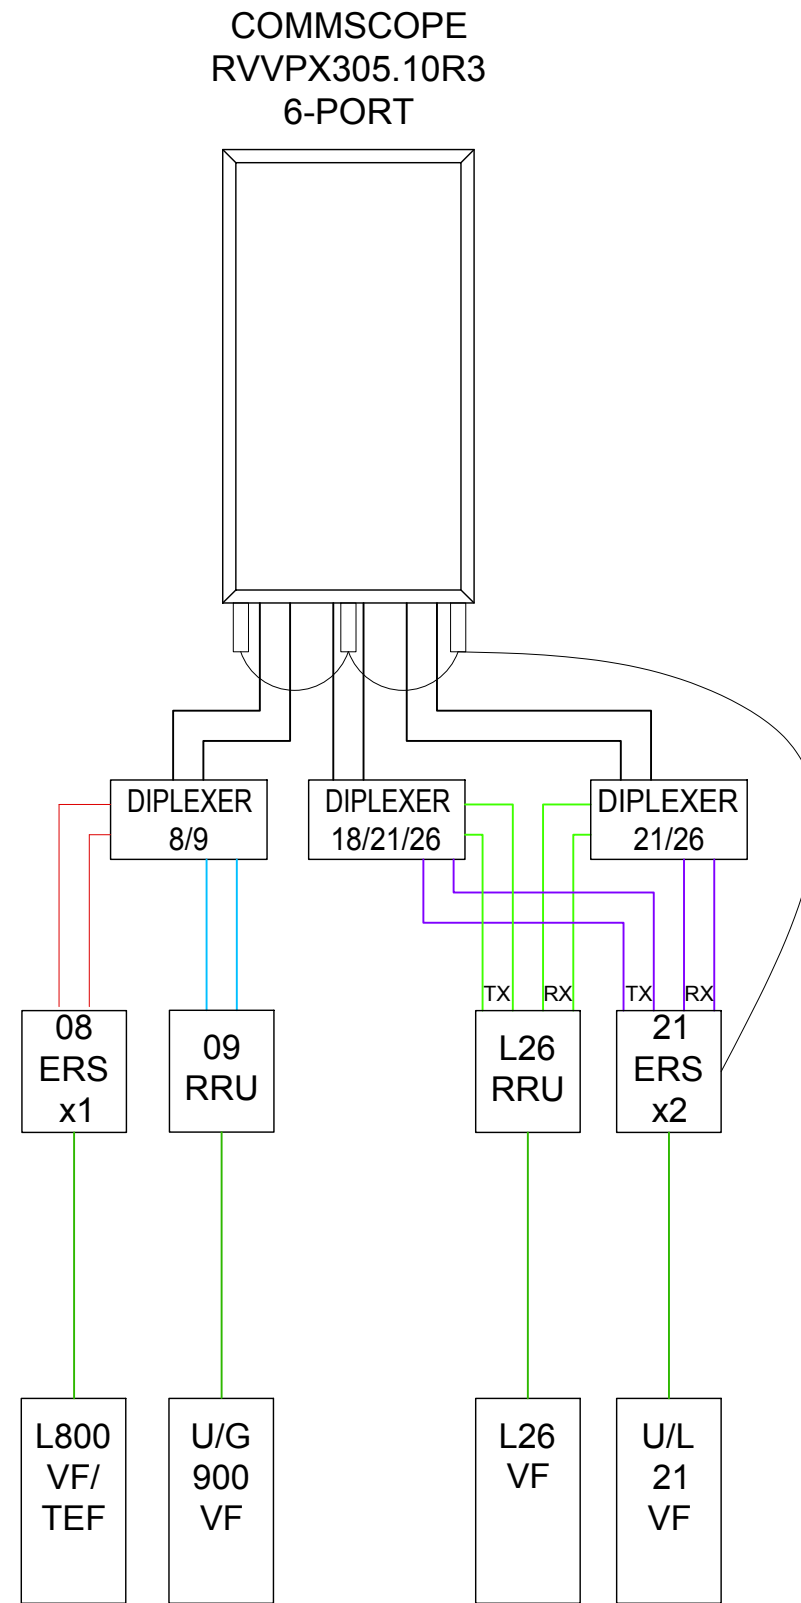 COMMSCOPE
RVVPX305.10R3
6-PORT
DIPLEXER
8/9
DIPLEXER
18/21/26
DIPLEXER
21/26
TX
RX
TX
RX
08
ERS
x1
09
RRU
L26
RRU
21
ERS
x2
L800
VF/
TEF
U/G
900
VF
L26
VF
U/L
21
VF